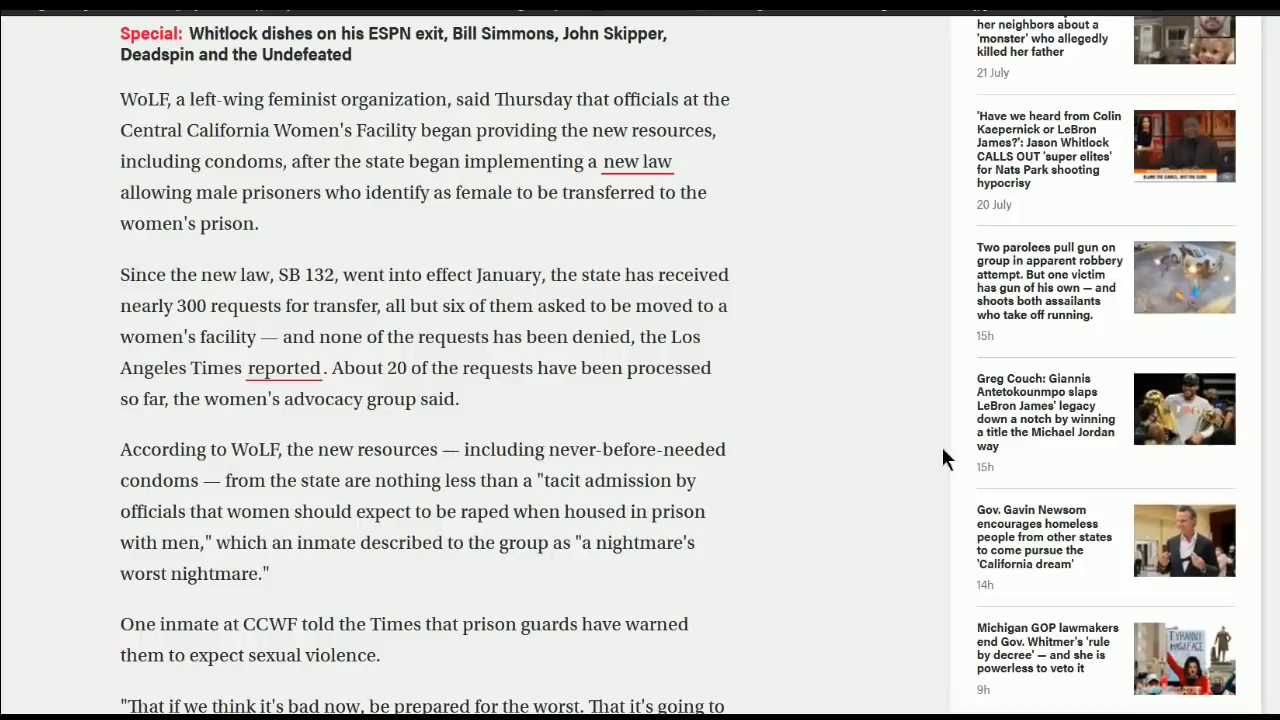 Special: Whitlock dishes on his ESPN exit, Bill Simmons, John Skipper,
Deadspin and the Undefeated
WoLF, a left-wing feminist organization, said Thursday that officials at the
Central California Women's Facility began providing the new resources,
including condoms, after the state began implementing a new law
allowing male prisoners who identify as female to be transferred to the
women's prison.
Since the new law, SB 132, went into effect January, the state has received
nearly 300 requests for transfer, all but six of them asked to be moved to a
women's facility — and none of the requests has been denied, the Los
Angeles Times reported. About 20 of the requests have been processed
so far, the women's advocacy group said.
According to WoLF, the new resources — including never-before-needed
condoms — from the state are nothing less than a "tacit admission by
officials that women should expect to be raped when housed in prison
with men," which an inmate described to the group as "a nightmare's
worst nightmare."
One inmate at CCWF told the Times that prison guards have warned
them to expect sexual violence.
"That if we think it's bad now, be prepared for the worst. That it's going to
her neighbors about a
'monster' who allegedly
killed her father
21 July
'Have we heard from Colin
Kaepernick or LeBron
James?': Jason Whitlock
CALLS OUT 'super elites'
for Nats Park shooting
hypocrisy
20 July
Two parolees pull gun on
group in apparent robbery
attempt. But one victim
has gun of his own — and
shoots both assailants
who take off running.
15h
Greg Couch: Giannis
Antetokounmpo slaps
LeBron James' legacy
down a notch by winning
a title the Michael Jordan
way
15h
Gov. Gavin Newsom
encourages homeless
people from other states
to come pursue the
'California dream'
14h
Michigan GOP lawmakers
end Gov. Whitmer's 'rule
by decree' — and she is
powerless to veto it
9h